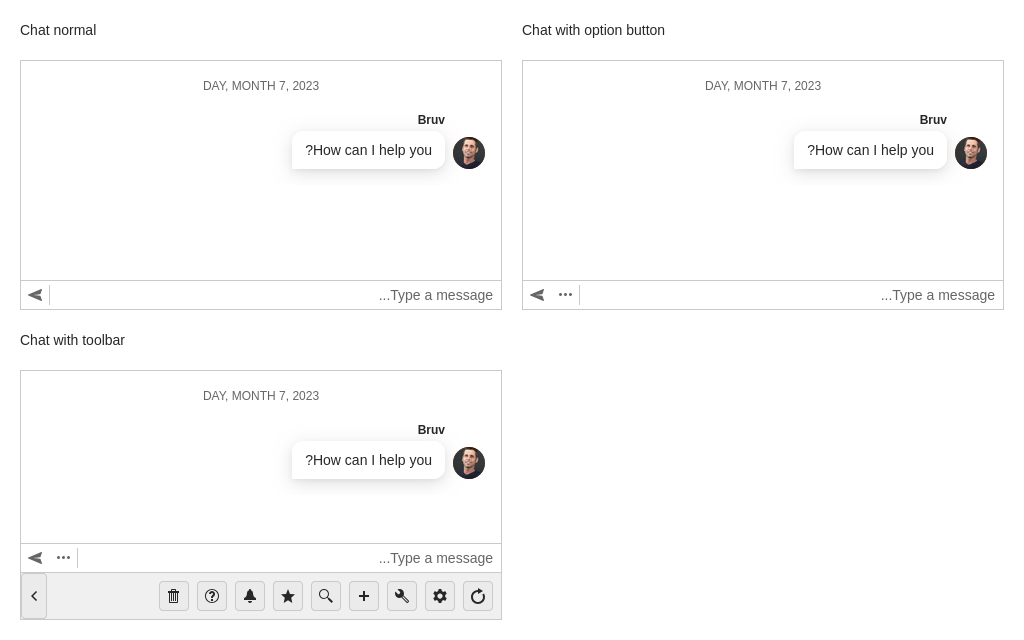 Chat normal
Chat with option button
DAY, MONTH 7, 2023
Bruv
?How can I help you
...Type a message
DAY, MONTH 7, 2023
Bruv
?How can I help you
...Type a message
Chat with toolbar
DAY, MONTH 7, 2023
Bruv
?How can I help you
...Type a message